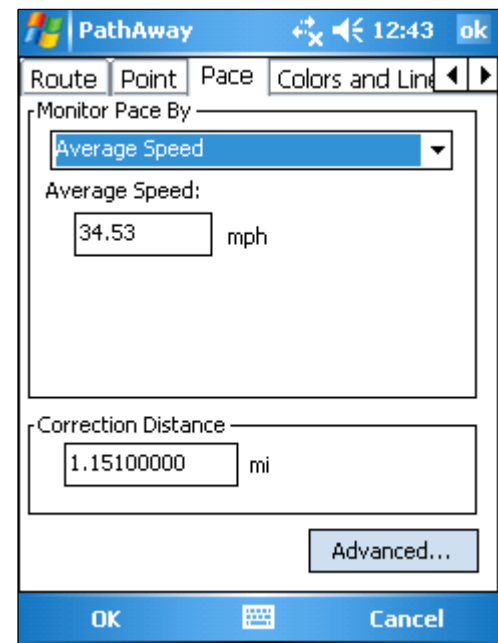 PathAway 12:43 ok
Route Point Pace Colors and Line
Monitor Pace By
Average Speed
Average Speed:
34.53 mph
Correction Distance
1.15100000 mi
Advanced...
OK Cancel